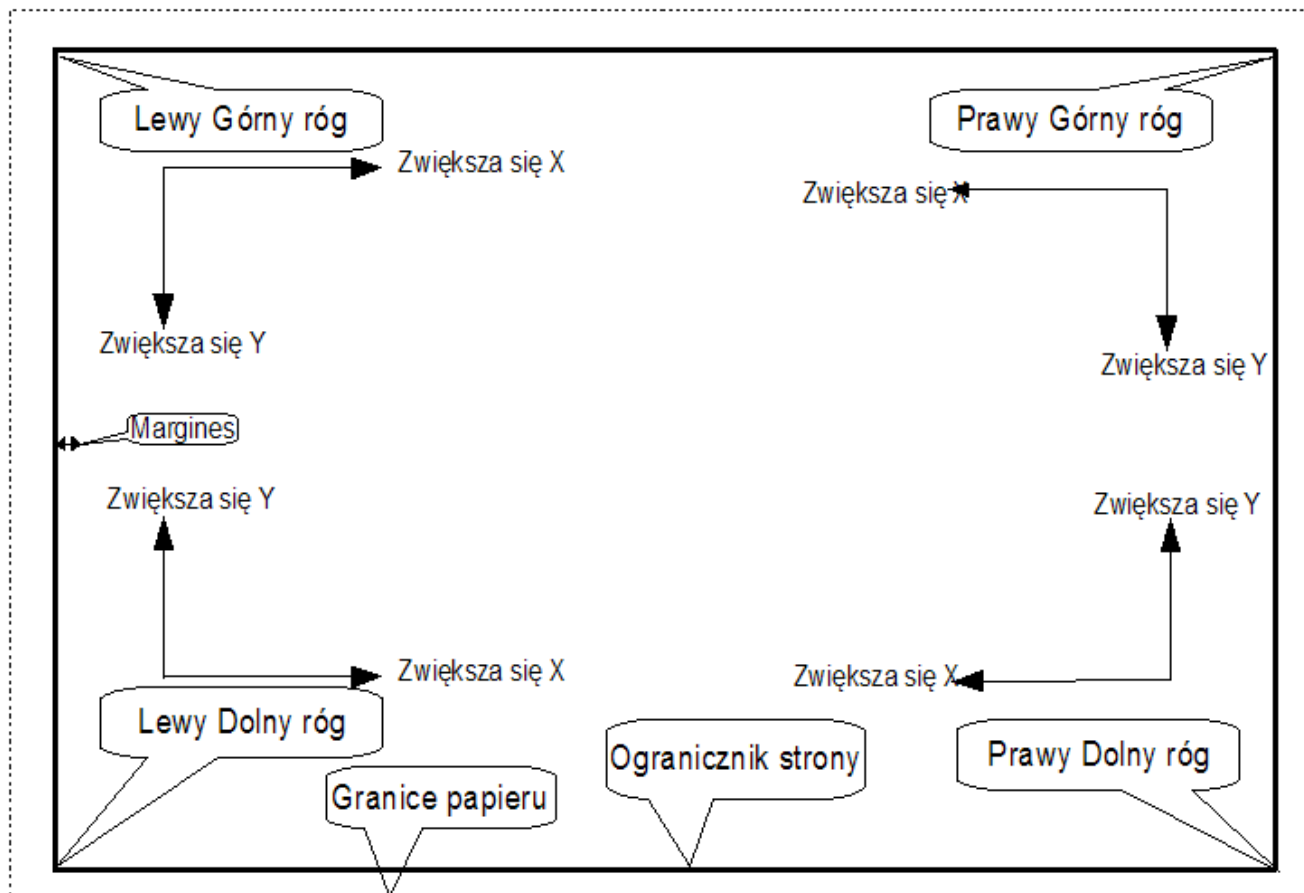 Lewy Górny róg
Prawy Górny róg
Zwiększa się X
Zwiększa się X
Zwiększa się Y
Zwiększa się Y
Margines
Zwiększa się Y
Zwiększa się Y
Zwiększa się X
Zwiększa się X
Lewy Dolny róg
Ogranicznik strony
Prawy Dolny róg
Granice papieru